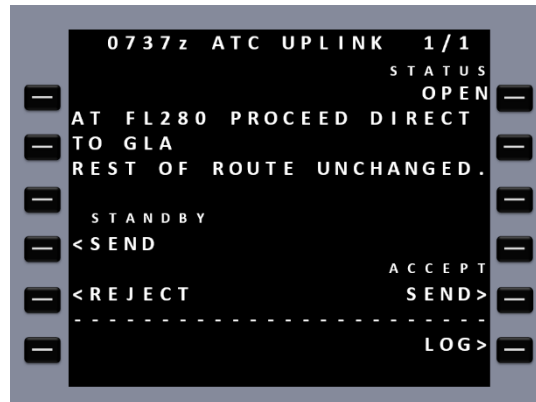 0737z ATC UPLINK 1/1
STATUS
OPEN
AT FL280 PROCEED DIRECT
TO GLA
REST OF ROUTE UNCHANGED.
STANDBY
<SEND
ACCEPT
<REJECT SEND>
- - - - - - - - - - - - - - - - - - - - - - - -
LOG>